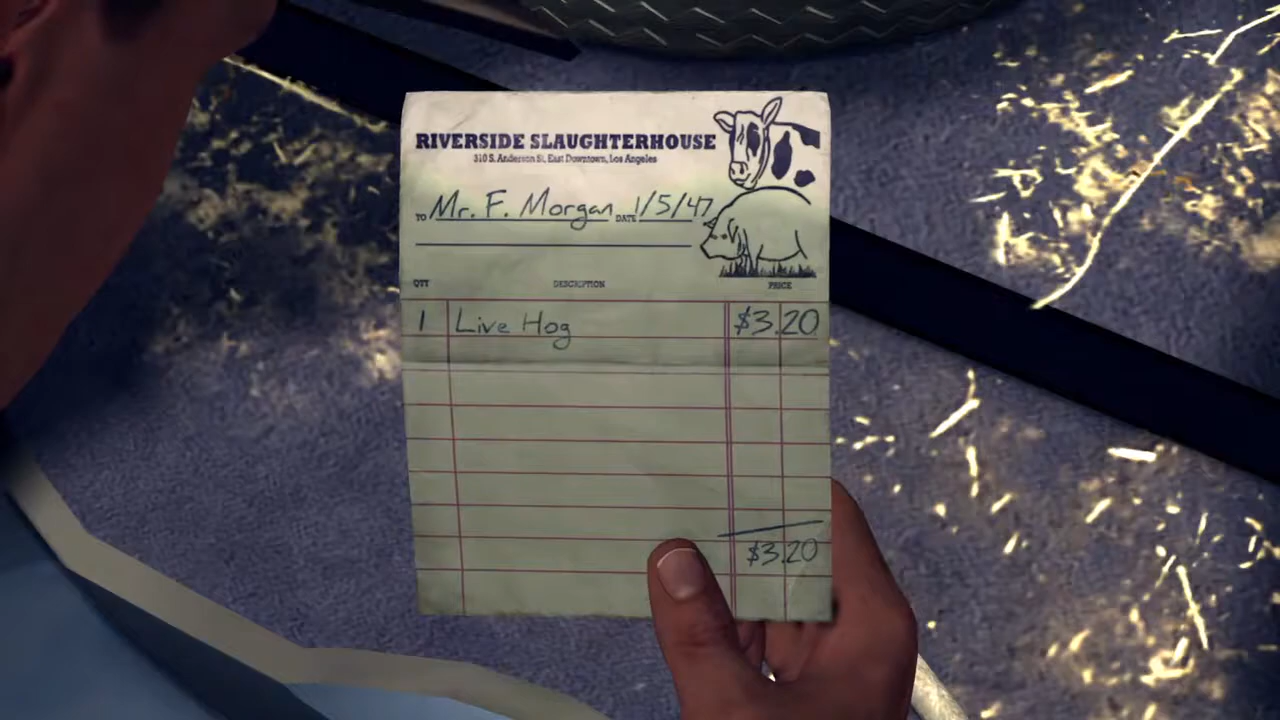 RIVERSIDE SLAUGHTERHOUSE
310 S. Anderson St, East Downtown, Los Angeles
TO Mr. F. Morgan DATE 1/5/47
QTY DESCRIPTION PRICE
1 Live Hog $3.20
$3.20